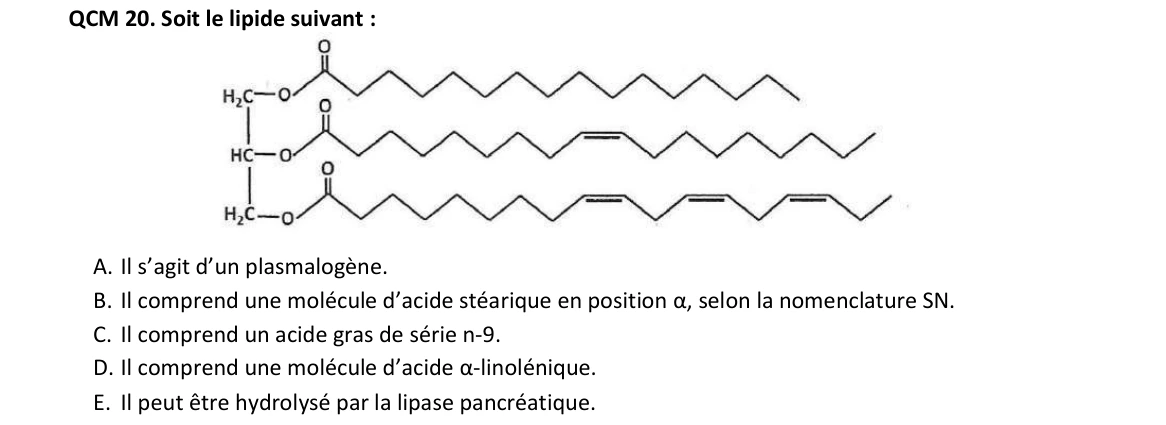 QCM 20. Soit le lipide suivant :
O
H₂C—O
O
HC—O
O
H₂C—O
A. Il s’agit d’un plasmalogène.
B. Il comprend une molécule d’acide stéarique en position α, selon la nomenclature SN.
C. Il comprend un acide gras de série n-9.
D. Il comprend une molécule d’acide α-linolénique.
E. Il peut être hydrolysé par la lipase pancréatique.